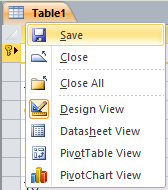 Table1
Save
Close
Close All
Design View
Datasheet View
PivotTable View
PivotChart View